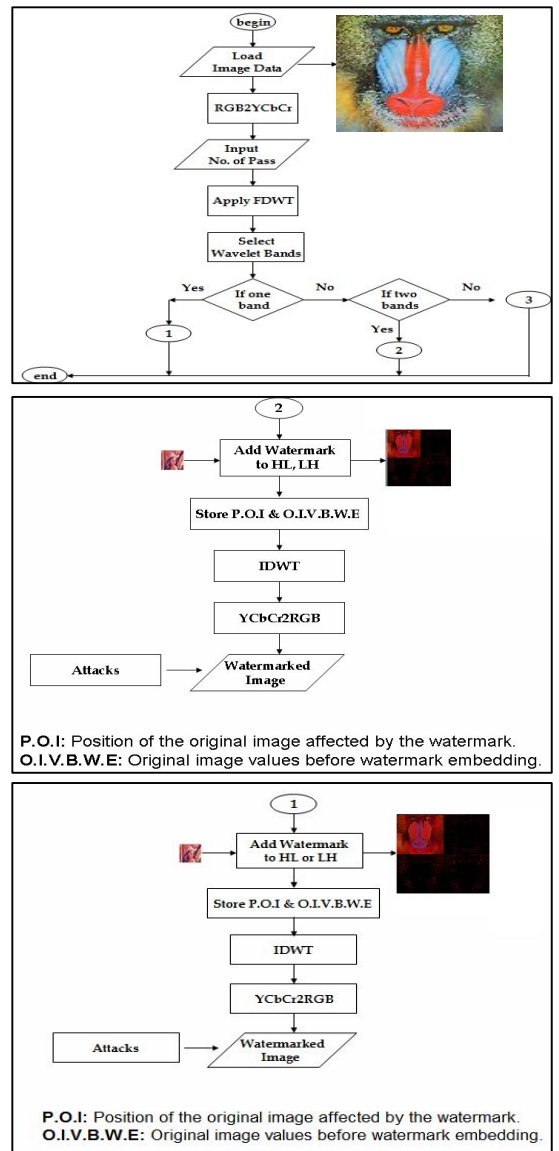 begin
Load
Image Data
RGB2YCbCr
Input
No. of Pass
Apply FDWT
Select
Wavelet Bands
Yes
If one
band
No
If two
bands
No
3
Yes
1
2
end
2
Add Watermark
to HL, LH
Store P.O.I & O.I.V.B.W.E
IDWT
YCbCr2RGB
Attacks
Watermarked
Image
P.O.I: Position of the original image affected by the watermark.
O.I.V.B.W.E: Original image values before watermark embedding.
1
Add Watermark
to HL or LH
Store P.O.I & O.I.V.B.W.E
IDWT
YCbCr2RGB
Attacks
Watermarked
Image
P.O.I: Position of the original image affected by the watermark.
O.I.V.B.W.E: Original image values before watermark embedding.